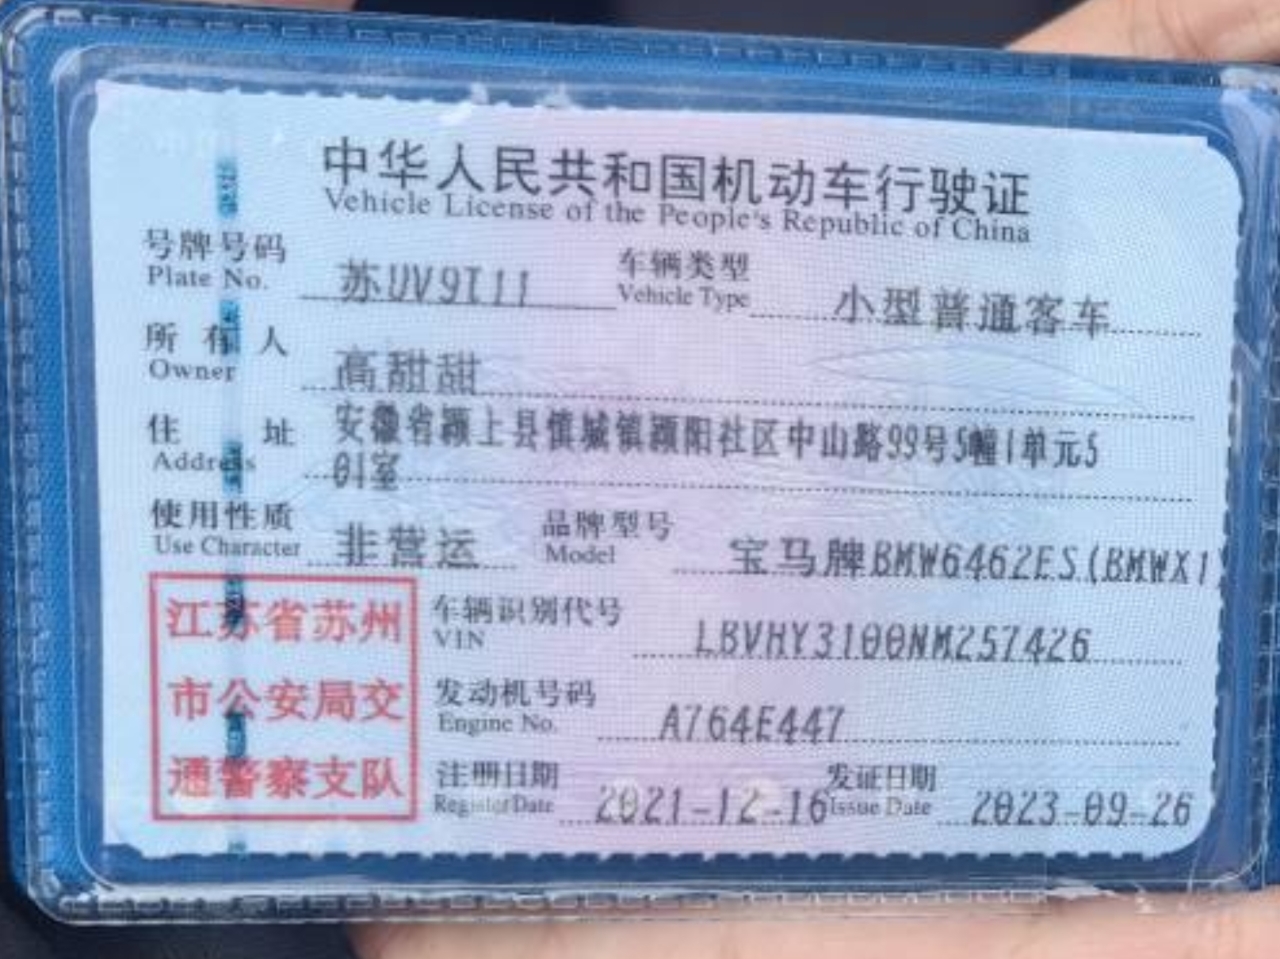 中华人民共和国机动车行驶证
Vehicle License of the People's Republic of China
号牌号码 苏UV9T11 车辆类型 小型普通客车
Plate No. Vehicle Type
所有人 高甜甜
Owner
住址 安徽省颍上县慎城镇颍阳社区中山路99号5幢1单元5
Address 01室
使用性质 非营运 品牌型号 宝马牌BMW6462ES(BMWX1)
Use Character Model
江苏省苏州 车辆识别代号 LBVHY3100NM257426
VIN
市公安局交 发动机号码 A764E447
Engine No.
通警察支队 注册日期 2021-12-16 发证日期 2023-09-26
Register Date Issue Date